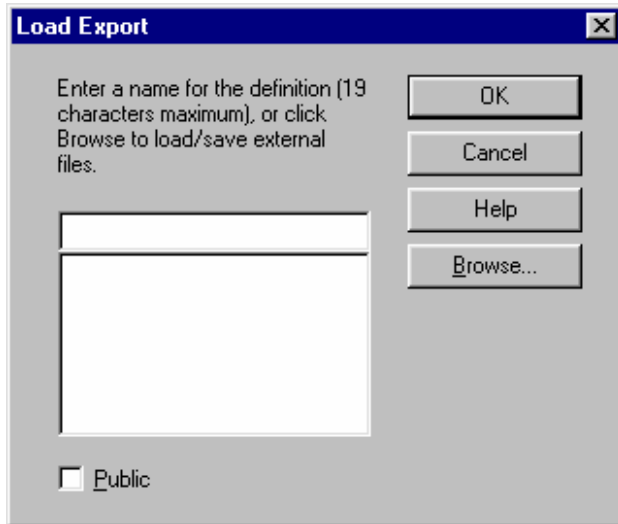 Load Export
Enter a name for the definition (19
characters maximum), or click
Browse to load/save external
files.
OK
Cancel
Help
Browse...
Public